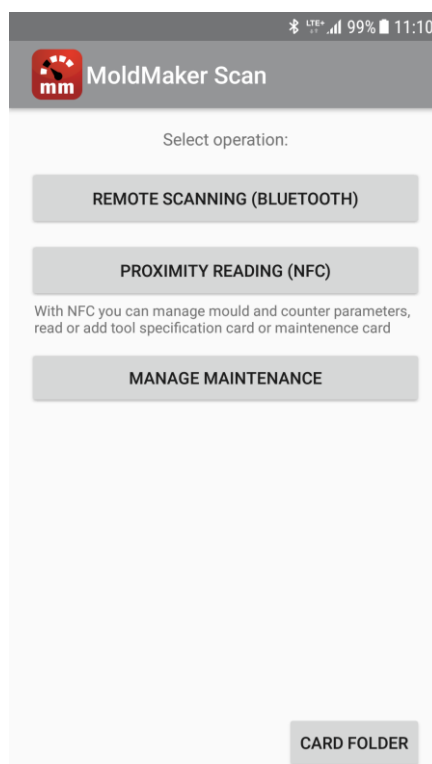 LTE+ 99% 11:10
mm MoldMaker Scan
Select operation:
REMOTE SCANNING (BLUETOOTH)
PROXIMITY READING (NFC)
With NFC you can manage mould and counter parameters,
read or add tool specification card or maintenence card
MANAGE MAINTENANCE
CARD FOLDER